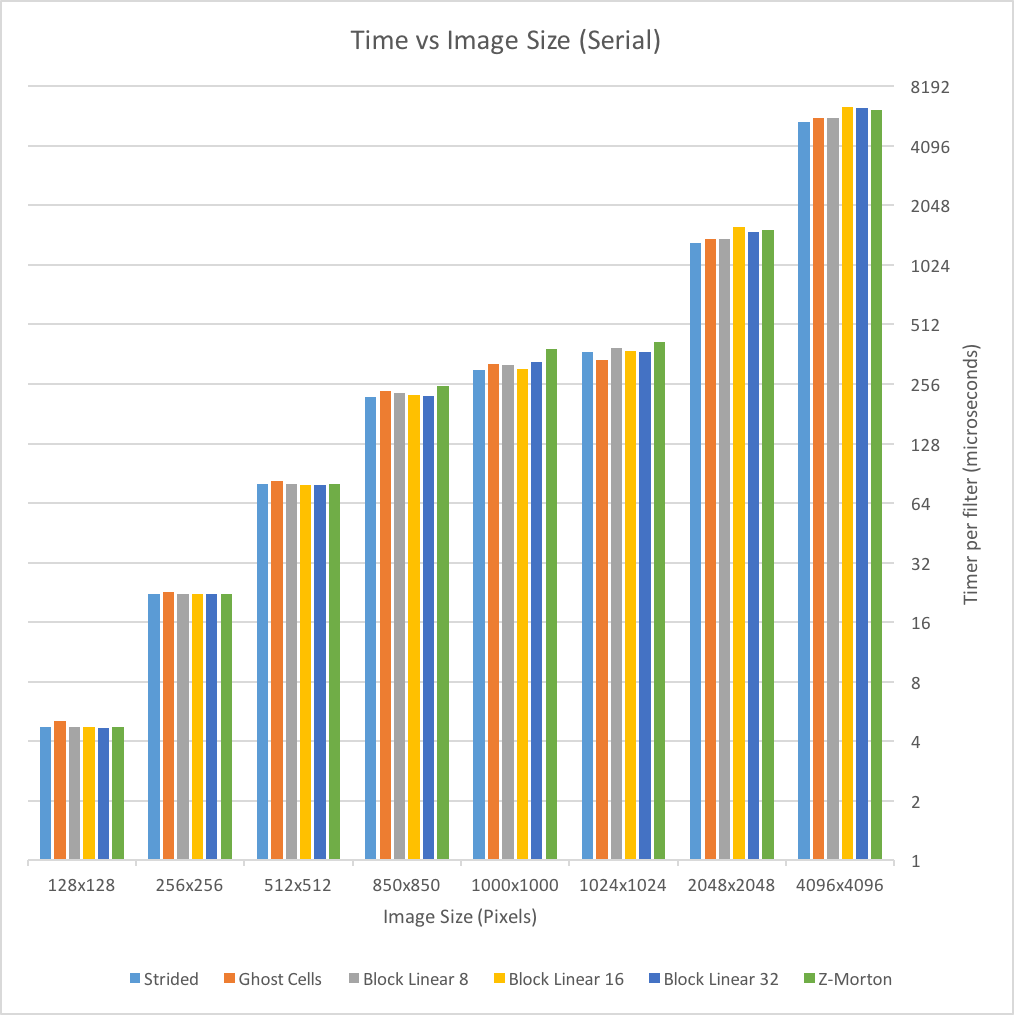 Time vs Image Size (Serial)
8192
4096
2048
1024
512
256
128
64
32
16
8
4
2
1
Timer per filter (microseconds)
128x128 256x256 512x512 850x850 1000x1000 1024x1024 2048x2048 4096x4096
Image Size (Pixels)
Strided Ghost Cells Block Linear 8 Block Linear 16 Block Linear 32 Z-Morton